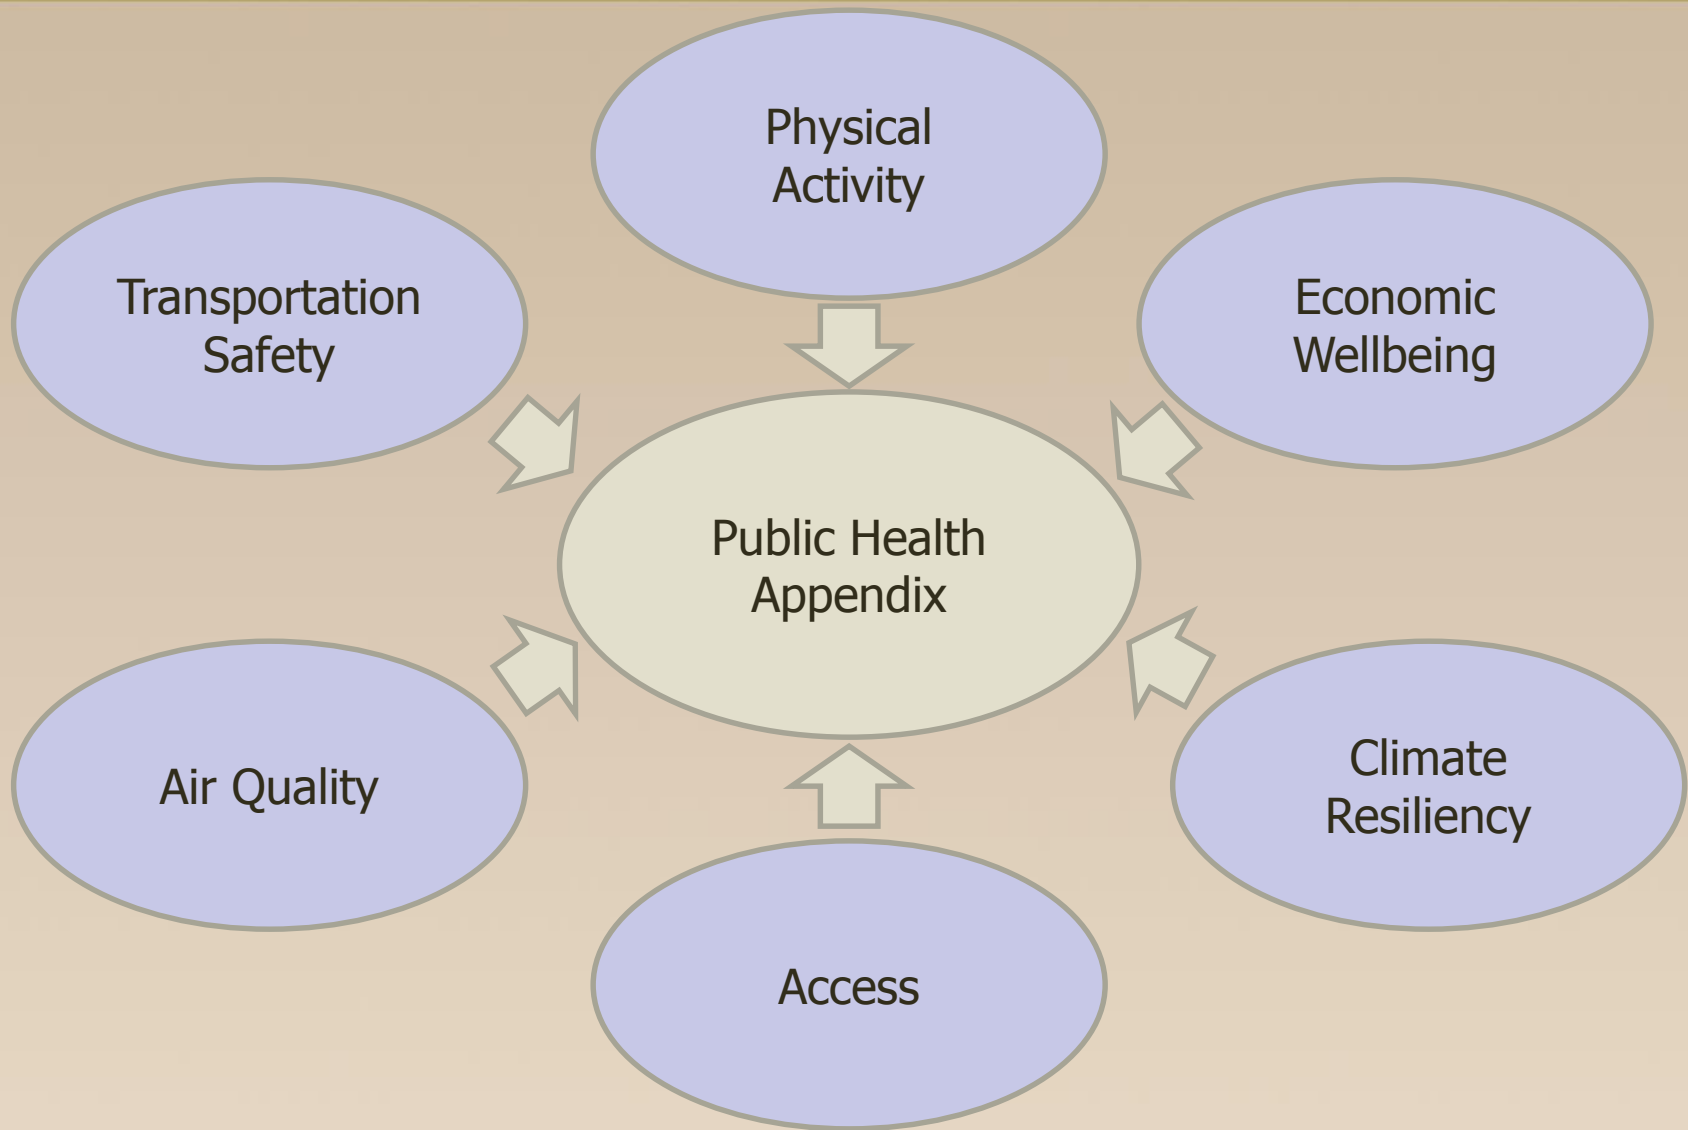 Physical
Activity
Transportation
Safety
Economic
Wellbeing
Public Health
Appendix
Air Quality
Climate
Resiliency
Access